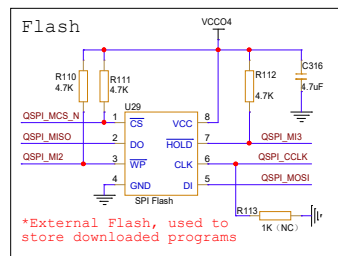 Flash
VCCO4
R110
4.7K
R111
4.7K
R112
4.7K
C316
4.7uF
U29
QSPI_MCS_N
1
CS
VCC
8
QSPI_MISO
2
DO
HOLD
7
QSPI_MI3
QSPI_MI2
3
WP
CLK
6
QSPI_CCLK
4
GND
DI
5
QSPI_MOSI
SPI Flash
*External Flash, used to
store downloaded programs
R113
1K（NC）